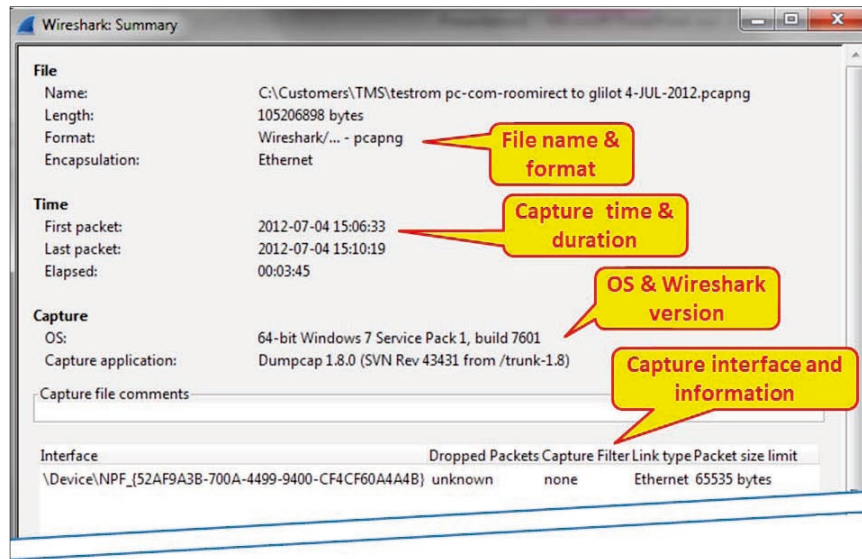 Wireshark: Summary
File
Name: C:\Customers\TMS\testrom pc-com-roomirect to glilot 4-JUL-2012.pcapng
Length: 105206898 bytes
Format: Wireshark/... - pcapng
Encapsulation: Ethernet
File name &
format
Time
First packet: 2012-07-04 15:06:33
Last packet: 2012-07-04 15:10:19
Elapsed: 00:03:45
Capture time &
duration
OS & Wireshark
version
Capture
OS: 64-bit Windows 7 Service Pack 1, build 7601
Capture application: Dumpcap 1.8.0 (SVN Rev 43431 from /trunk-1.8)
Capture interface and
information
Capture file comments
Interface Dropped Packets Capture Filter Link type Packet size limit
\Device\NPF_{52AF9A3B-700A-4499-9400-CF4CF60A4A4B} unknown none Ethernet 65535 bytes